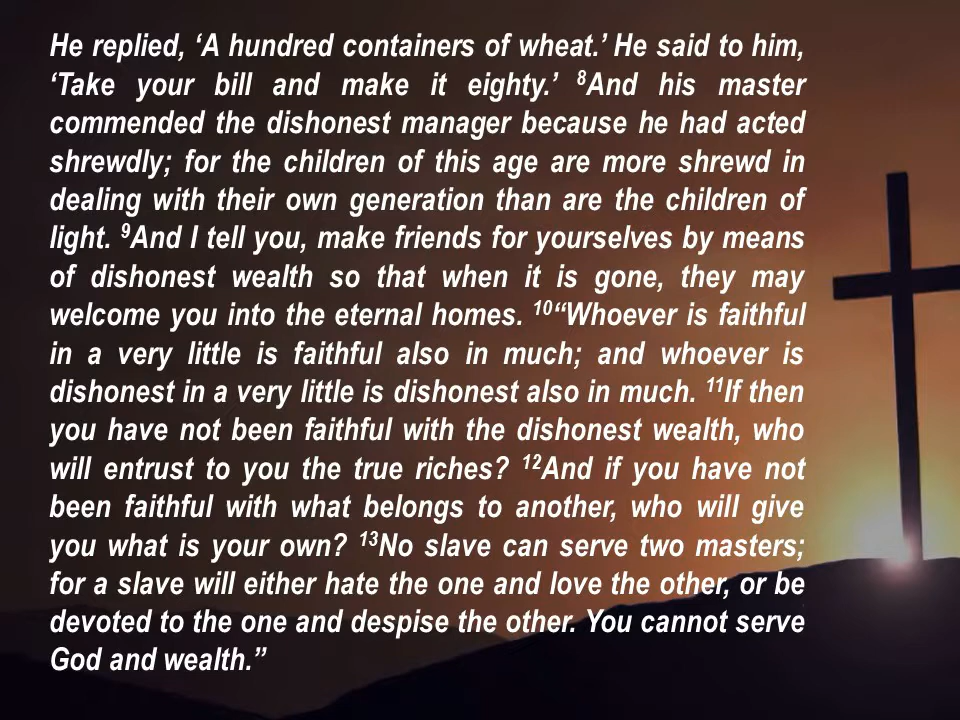 He replied, ‘A hundred containers of wheat.’ He said to him,
‘Take your bill and make it eighty.’ 8And his master
commended the dishonest manager because he had acted
shrewdly; for the children of this age are more shrewd in
dealing with their own generation than are the children of
light. 9And I tell you, make friends for yourselves by means
of dishonest wealth so that when it is gone, they may
welcome you into the eternal homes. 10“Whoever is faithful
in a very little is faithful also in much; and whoever is
dishonest in a very little is dishonest also in much. 11If then
you have not been faithful with the dishonest wealth, who
will entrust to you the true riches? 12And if you have not
been faithful with what belongs to another, who will give
you what is your own? 13No slave can serve two masters;
for a slave will either hate the one and love the other, or be
devoted to the one and despise the other. You cannot serve
God and wealth.”